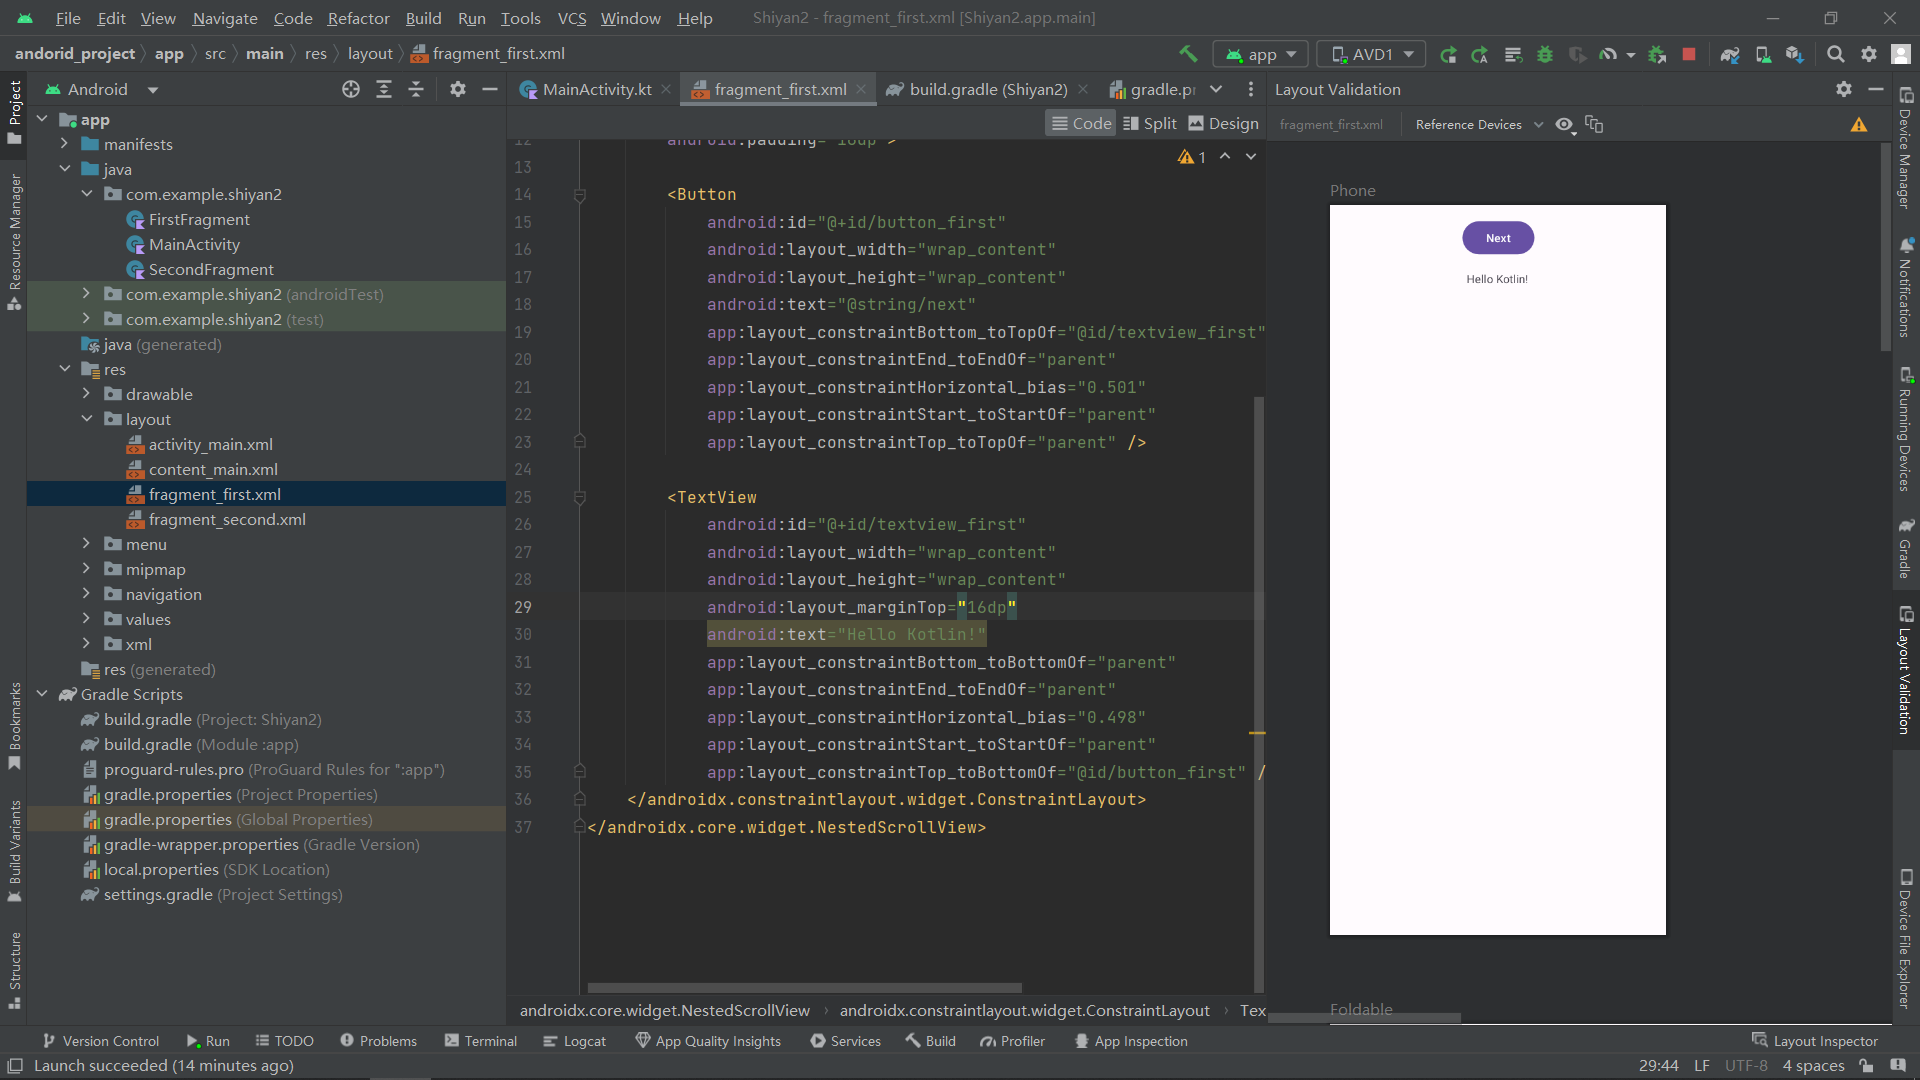 File Edit View Navigate Code Refactor Build Run Tools VCS Window Help Shiyan2 - fragment_first.xml [Shiyan2.app.main]
andorid_project app src main res layout fragment_first.xml app AVD1
Project
Resource Manager
Bookmarks
Build Variants
Structure
Android
app
manifests
java
com.example.shiyan2
FirstFragment
MainActivity
SecondFragment
com.example.shiyan2 (androidTest)
com.example.shiyan2 (test)
java (generated)
res
drawable
layout
activity_main.xml
content_main.xml
fragment_first.xml
fragment_second.xml
menu
mipmap
navigation
values
xml
res (generated)
Gradle Scripts
build.gradle (Project: Shiyan2)
build.gradle (Module :app)
proguard-rules.pro (ProGuard Rules for ":app")
gradle.properties (Project Properties)
gradle.properties (Global Properties)
gradle-wrapper.properties (Gradle Version)
local.properties (SDK Location)
settings.gradle (Project Settings)
MainActivity.kt fragment_first.xml build.gradle (Shiyan2) gradle.pr
Code Split Design
1
12 android:padding="16dp">
13
14 <Button
15 android:id="@+id/button_first"
16 android:layout_width="wrap_content"
17 android:layout_height="wrap_content"
18 android:text="@string/next"
19 app:layout_constraintBottom_toTopOf="@id/textview_first"
20 app:layout_constraintEnd_toEndOf="parent"
21 app:layout_constraintHorizontal_bias="0.501"
22 app:layout_constraintStart_toStartOf="parent"
23 app:layout_constraintTop_toTopOf="parent" />
24
25 <TextView
26 android:id="@+id/textview_first"
27 android:layout_width="wrap_content"
28 android:layout_height="wrap_content"
29 android:layout_marginTop="16dp"
30 android:text="Hello Kotlin!"
31 app:layout_constraintBottom_toBottomOf="parent"
32 app:layout_constraintEnd_toEndOf="parent"
33 app:layout_constraintHorizontal_bias="0.498"
34 app:layout_constraintStart_toStartOf="parent"
35 app:layout_constraintTop_toBottomOf="@id/button_first" /
36 </androidx.constraintlayout.widget.ConstraintLayout>
37 </androidx.core.widget.NestedScrollView>
androidx.core.widget.NestedScrollView androidx.constraintlayout.widget.ConstraintLayout Tex
Layout Validation
fragment_first.xml Reference Devices
Phone
Next
Hello Kotlin!
Foldable
Device Manager
Notifications
Running Devices
Gradle
Layout Validation
Device File Explorer
Version Control Run TODO Problems Terminal Logcat App Quality Insights Services Build Profiler App Inspection Layout Inspector
Launch succeeded (14 minutes ago) 29:44 LF UTF-8 4 spaces